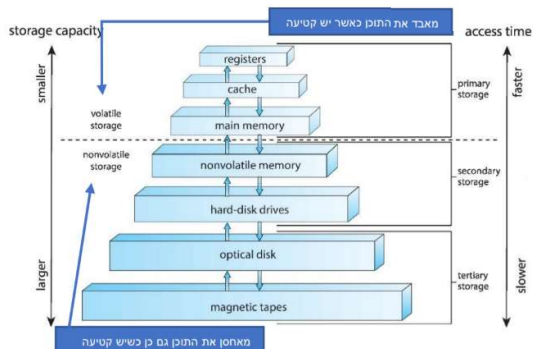 מאבד את התוכן כאשר יש קטיעה
storage capacity
access time
smaller
larger
volatile
storage
nonvolatile
storage
registers
cache
main memory
nonvolatile memory
hard-disk drives
optical disk
magnetic tapes
primary
storage
secondary
storage
tertiary
storage
faster
slower
מאחסן את התוכן גם כן כשיש קטיעה